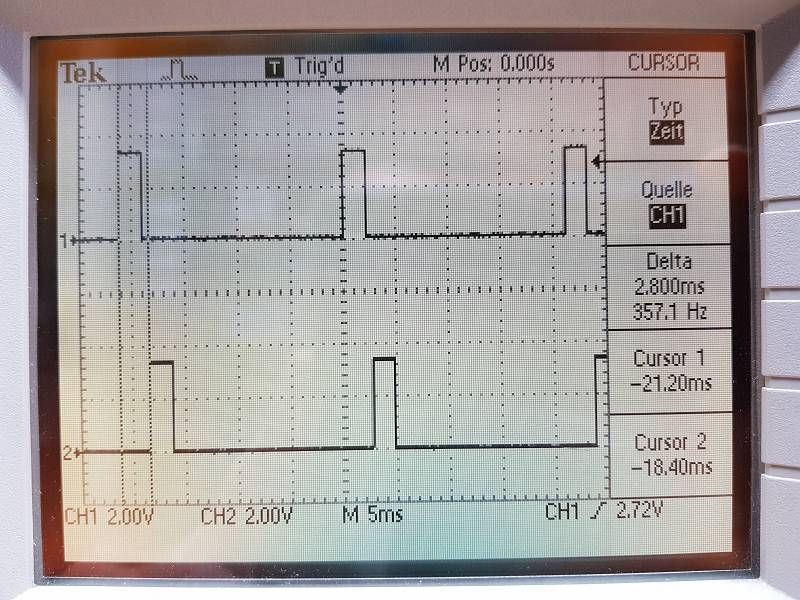 Tek
T Trig'd
M Pos: 0.000s
CURSOR
Typ
Zeit
Quelle
CH1
Delta
2.800ms
357.1 Hz
Cursor 1
-21.20ms
Cursor 2
-18.40ms
1
2
CH1 2.00V
CH2 2.00V
M 5ms
CH1 2.72V